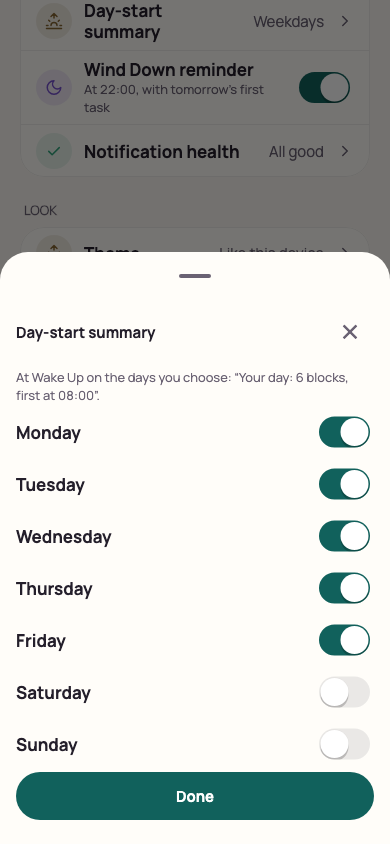 Day-start
summary
Weekdays
Wind Down reminder
At 22:00, with tomorrow's first
task
Notification health
All good
LOOK
Theme
Like this device
Day-start summary
At Wake Up on the days you choose: “Your day: 6 blocks,
first at 08:00”.
Monday
Tuesday
Wednesday
Thursday
Friday
Saturday
Sunday
Done